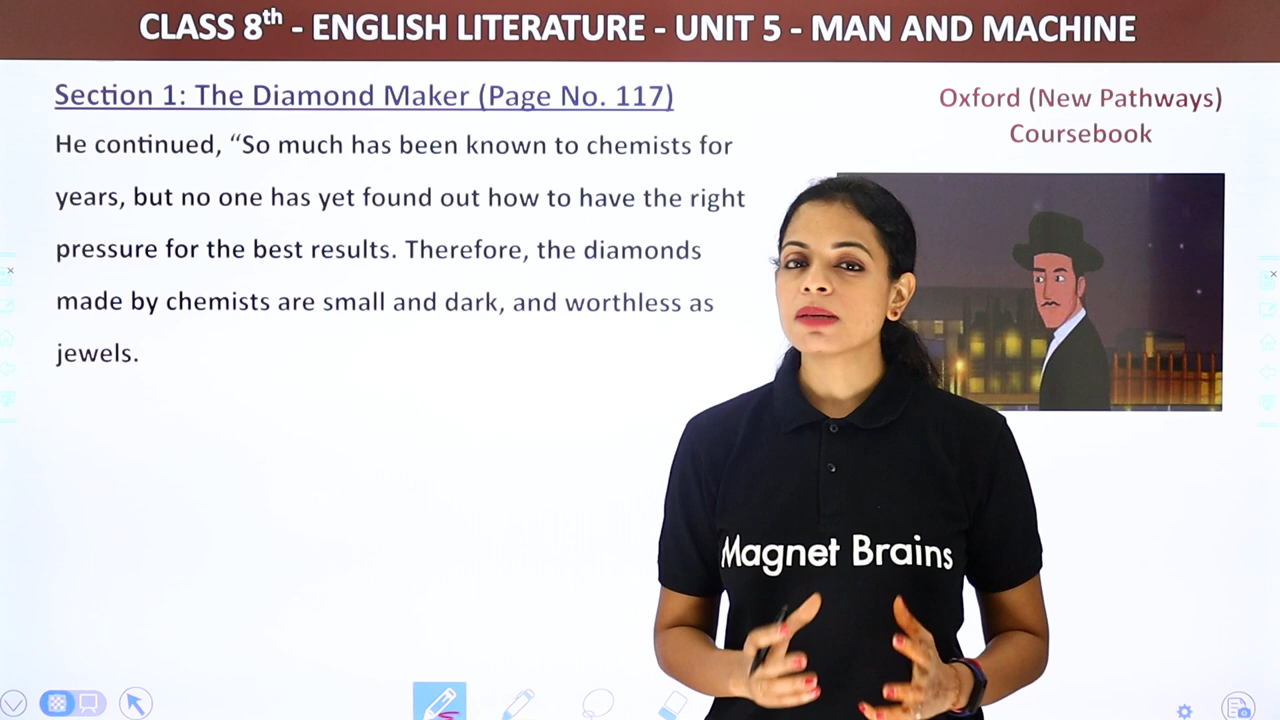 CLASS 8th - ENGLISH LITERATURE - UNIT 5 - MAN AND MACHINE
Section 1: The Diamond Maker (Page No. 117)
Oxford (New Pathways)
Coursebook
He continued, “So much has been known to chemists for
years, but no one has yet found out how to have the right
pressure for the best results. Therefore, the diamonds
made by chemists are small and dark, and worthless as
jewels.
Magnet Brains